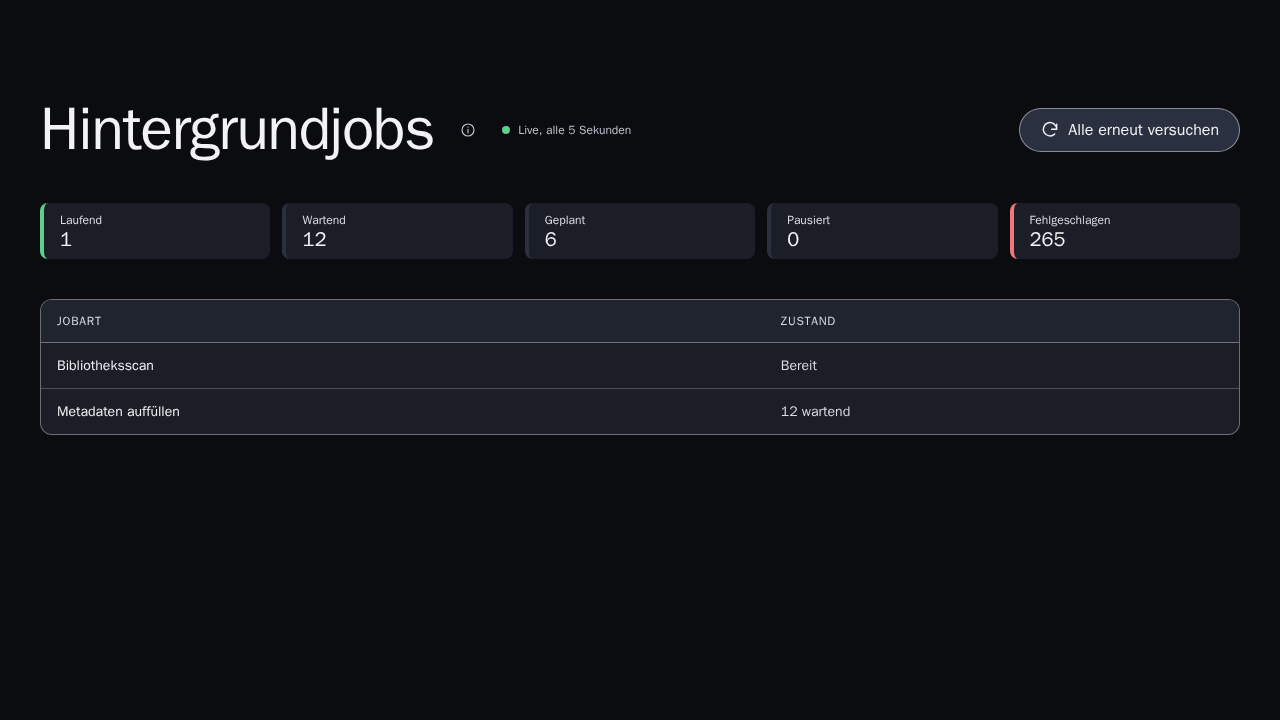 Hintergrundjobs
Live, alle 5 Sekunden
Alle erneut versuchen
Laufend
1
Wartend
12
Geplant
6
Pausiert
0
Fehlgeschlagen
265
JOBART
ZUSTAND
Bibliotheksscan
Bereit
Metadaten auffüllen
12 wartend